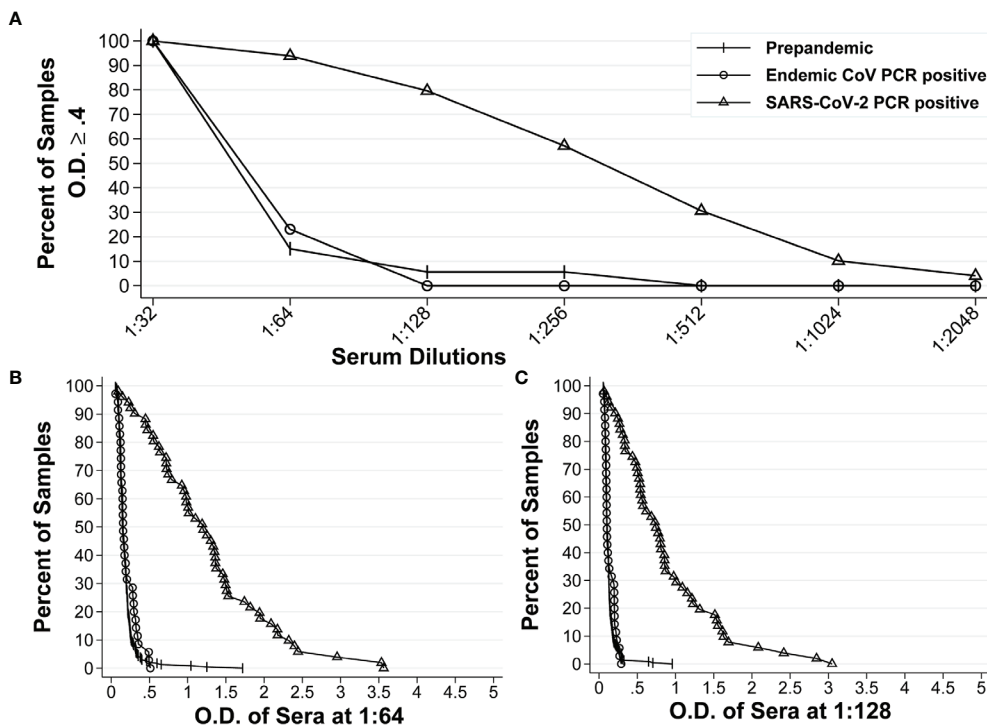 A
Percent of Samples
O.D. ≥ .4
100
90
80
70
60
50
40
30
20
10
0
Prepandemic
Endemic CoV PCR positive
SARS-CoV-2 PCR positive
1:32
1:64
1:128
1:256
1:512
1:1024
1:2048
Serum Dilutions
B
Percent of Samples
100
90
80
70
60
50
40
30
20
10
0
0 .5 1 1.5 2 2.5 3 3.5 4 4.5 5
O.D. of Sera at 1:64
C
Percent of Samples
100
90
80
70
60
50
40
30
20
10
0
0 .5 1 1.5 2 2.5 3 3.5 4 4.5 5
O.D. of Sera at 1:128